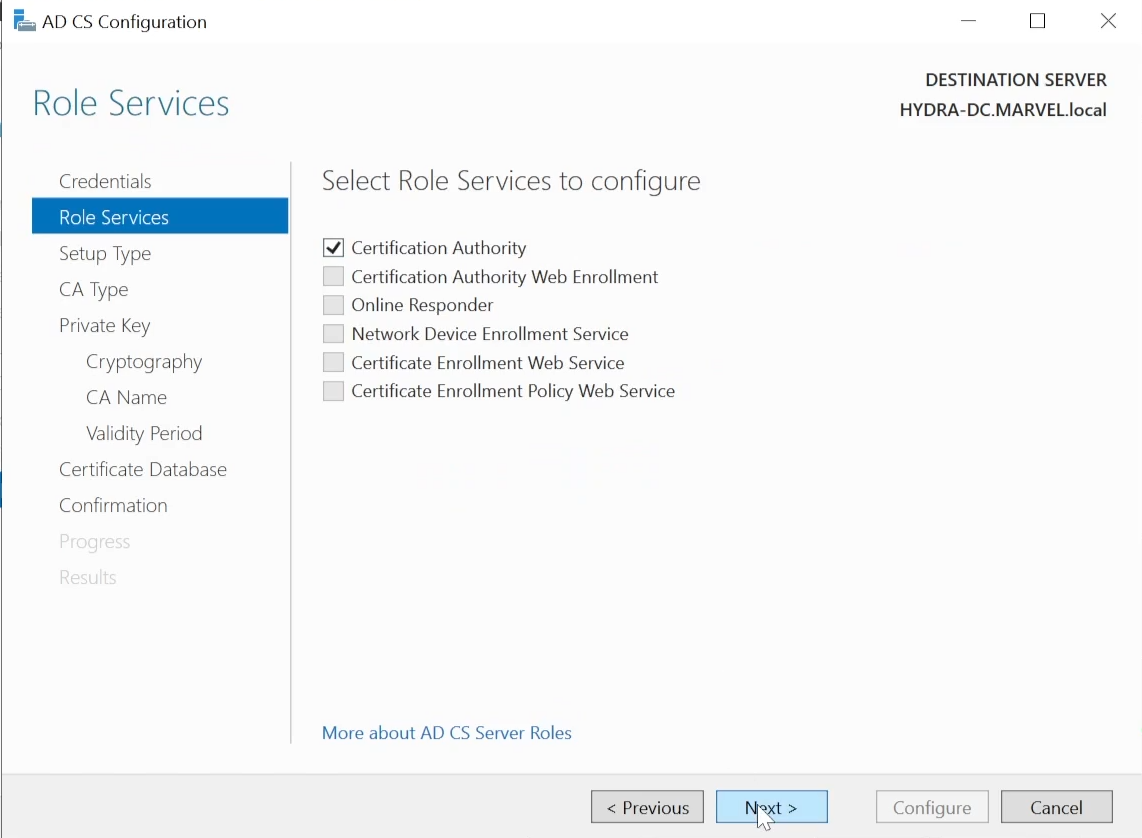 AD CS Configuration
Role Services
DESTINATION SERVER
HYDRA-DC.MARVEL.local
Credentials
Role Services
Setup Type
CA Type
Private Key
Cryptography
CA Name
Validity Period
Certificate Database
Confirmation
Progress
Results
Select Role Services to configure
Certification Authority
Certification Authority Web Enrollment
Online Responder
Network Device Enrollment Service
Certificate Enrollment Web Service
Certificate Enrollment Policy Web Service
More about AD CS Server Roles
< Previous
Next >
Configure
Cancel